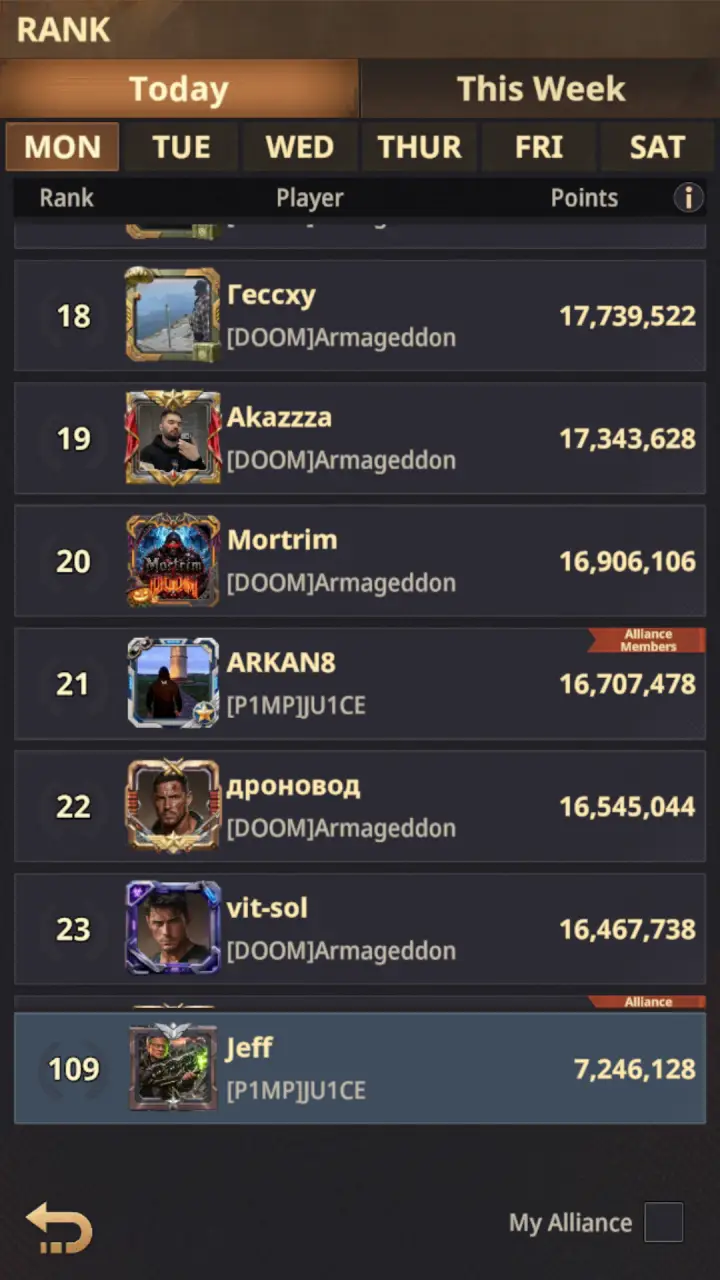 RANK
Today
This Week
MON
TUE
WED
THUR
FRI
SAT
Rank
Player
Points
18
Гессху
[DOOM]Armageddon
17,739,522
19
Akazzza
[DOOM]Armageddon
17,343,628
20
Mortrim
[DOOM]Armageddon
16,906,106
Mortrim
DOOM
Alliance
Members
21
ARKAN8
[P1MP]JU1CE
16,707,478
22
дроновод
[DOOM]Armageddon
16,545,044
23
vit-sol
[DOOM]Armageddon
16,467,738
Alliance
109
Jeff
[P1MP]JU1CE
7,246,128
My Alliance